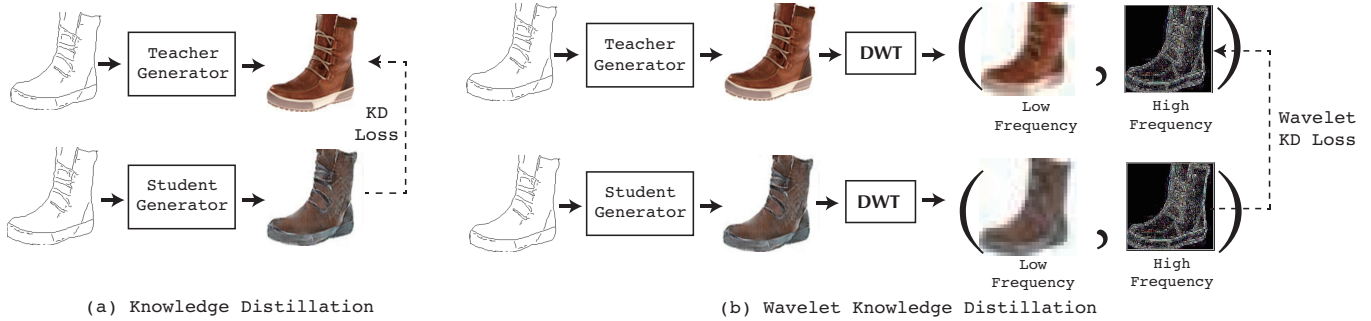 Teacher
Generator
KD
Loss
Student
Generator
(a) Knowledge Distillation
Teacher
Generator
DWT
( , )
Low
Frequency
High
Frequency
Wavelet
KD Loss
Student
Generator
DWT
( , )
Low
Frequency
High
Frequency
(b) Wavelet Knowledge Distillation